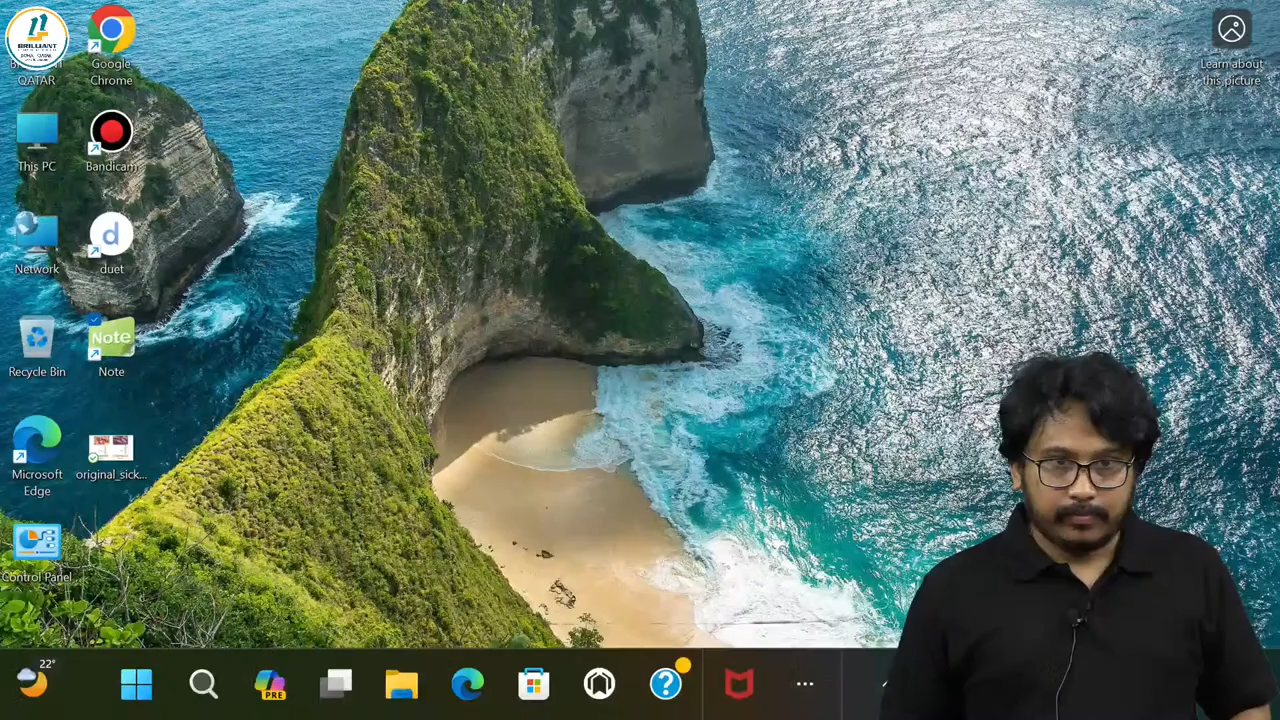 BRILLIANT
QATAR
Google
Chrome
This PC
Bandicam
Network
d
duet
Note
Recycle Bin
Note
Microsoft
Edge
original_sick...
Control Panel
Learn about
this picture
22°
PRE